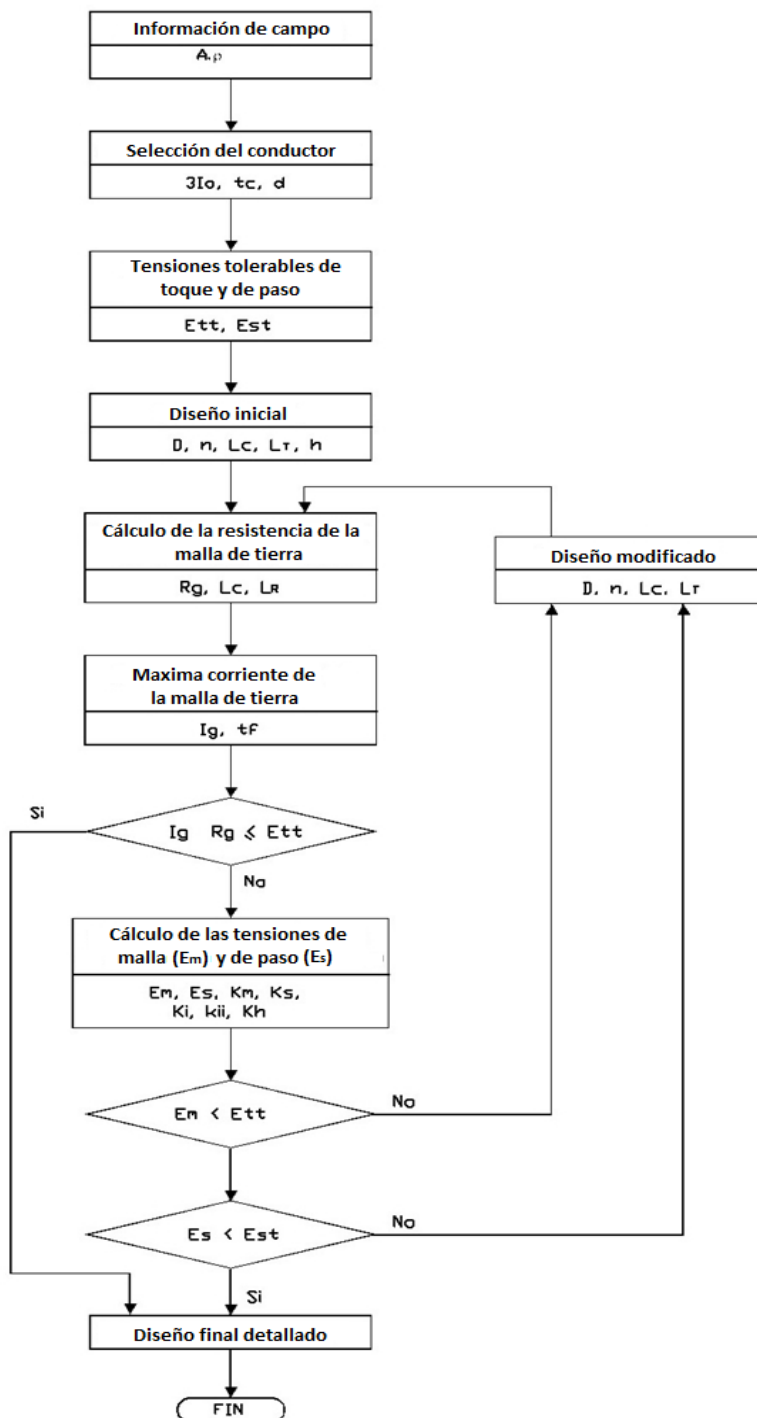 Información de campo
A.ρ
Selección del conductor
3Io, tc, d
Tensiones tolerables de
toque y de paso
Ett, Est
Diseño inicial
D, n, Lc, LT, h
Cálculo de la resistencia de la
malla de tierra
Rg, Lc, LR
Diseño modificado
D, n, Lc, LT
Maxima corriente de
la malla de tierra
Ig, tf
Si
Ig Rg ≤ Ett
No
Cálculo de las tensiones de
malla (Em) y de paso (Es)
Em, Es, Km, Ks,
Ki, kii, Kh
Em < Ett
No
Es < Est
No
Si
Diseño final detallado
FIN